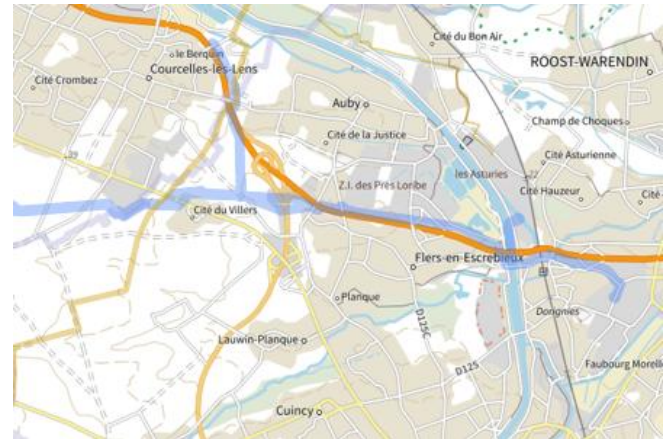 Cité du Bon Air
le Berquin
ROOST-WARENDIN
Cité Crombez
Courcelles-lès-Lens
Auby
Champ de Choques
Cité de la Justice
les Asturies
Cité Asturienne
Z.I. des Près Loribe
Cité Hauzeur
Cité
Cité du Villers
Flers-en-Escrebieux
Planque
D125C
Dorignies
Lauwin-Planque
D125
Faubourg Morelle
Cuincy